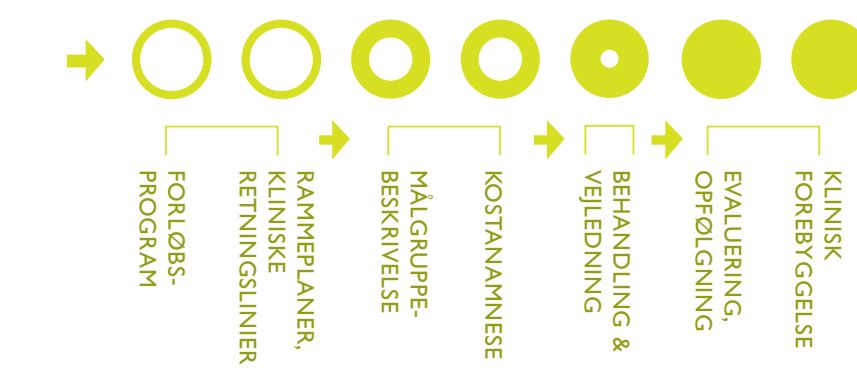 FORLØBS-
PROGRAM
RAMMEPLANER,
KLINISKE
RETNINGSLINIER
MÅLGRUPPE-
BESKRIVELSE
KOSTANAMNESE
BEHANDLING &
VEJLEDNING
EVALUERING,
OPFØLGNING
KLINISK
FOREBYGGELSE